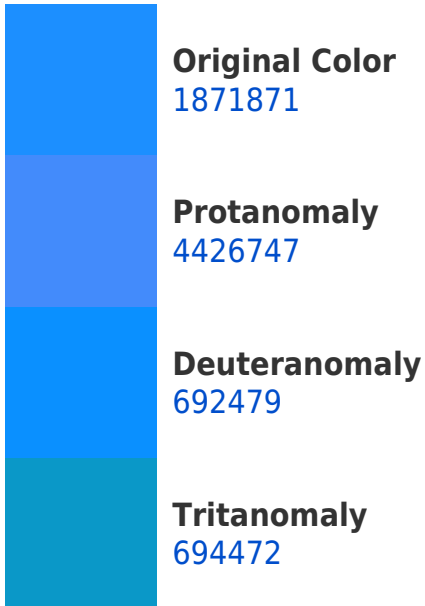 Original Color
1871871
Protanomaly
4426747
Deuteranomaly
692479
Tritanomaly
694472